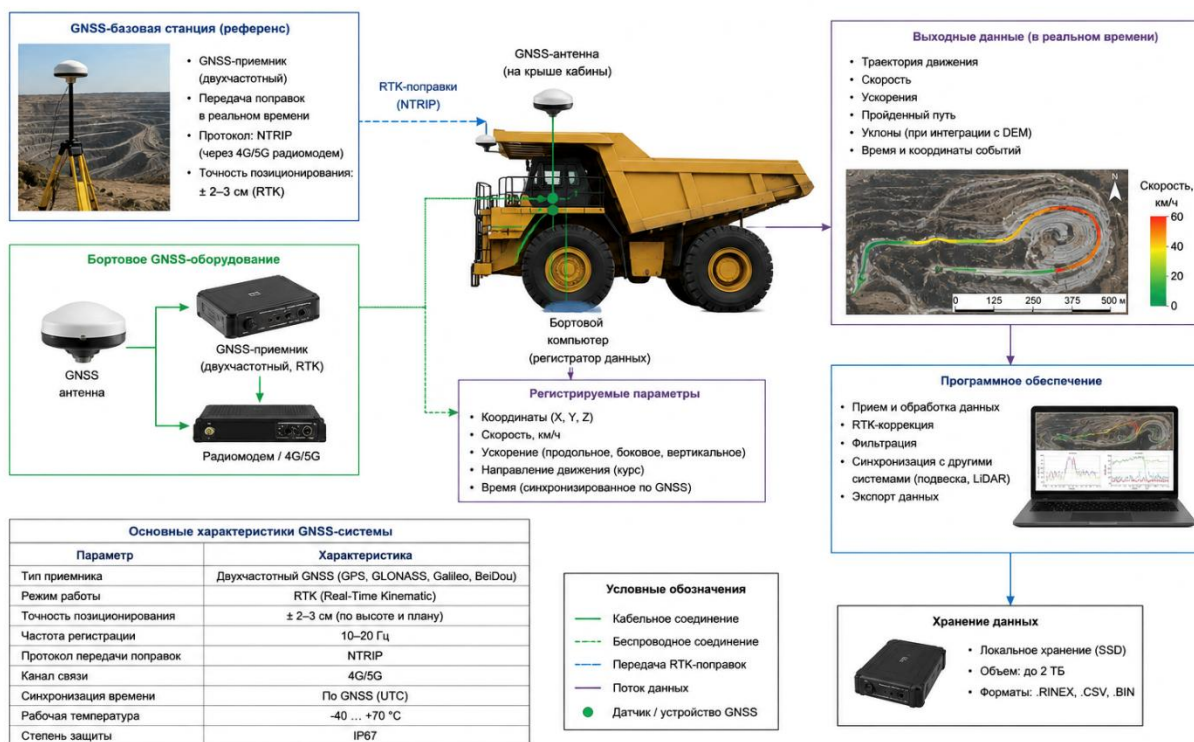 GNSS-базовая станция (референс)
• GNSS-приемник
(двухчастотный)
• Передача поправок
в реальном времени
• Протокол: NTRIP
(через 4G/5G радиомодем)
• Точность позиционирования:
± 2–3 см (RTK)
RTK-поправки
(NTRIP)
GNSS-антенна
(на крыше кабины)
Выходные данные (в реальном времени)
• Траектория движения
• Скорость
• Ускорения
• Пройденный путь
• Уклоны (при интеграции с DEM)
• Время и координаты событий
N
0 125 250 375 500 м
Скорость,
км/ч
60
40
20
0
Бортовое GNSS-оборудование
GNSS
антенна
GNSS-приемник
(двухчастотный, RTK)
Радиомодем / 4G/5G
Бортовой
компьютер
(регистратор данных)
Регистрируемые параметры
• Координаты (X, Y, Z)
• Скорость, км/ч
• Ускорение (продольное, боковое, вертикальное)
• Направление движения (курс)
• Время (синхронизированное по GNSS)
Программное обеспечение
• Прием и обработка данных
• RTK-коррекция
• Фильтрация
• Синхронизация с другими
системами (подвеска, LiDAR)
• Экспорт данных
Основные характеристики GNSS-системы
Параметр Характеристика
Тип приемника Двухчастотный GNSS (GPS, GLONASS, Galileo, BeiDou)
Режим работы RTK (Real-Time Kinematic)
Точность позиционирования ± 2–3 см (по высоте и плану)
Частота регистрации 10–20 Гц
Протокол передачи поправок NTRIP
Канал связи 4G/5G
Синхронизация времени По GNSS (UTC)
Рабочая температура -40 … +70 °C
Степень защиты IP67
Условные обозначения
Кабельное соединение
Беспроводное соединение
Передача RTK-поправок
Поток данных
Датчик / устройство GNSS
Хранение данных
• Локальное хранение (SSD)
• Объем: до 2 ТБ
• Форматы: .RINEX, .CSV, .BIN